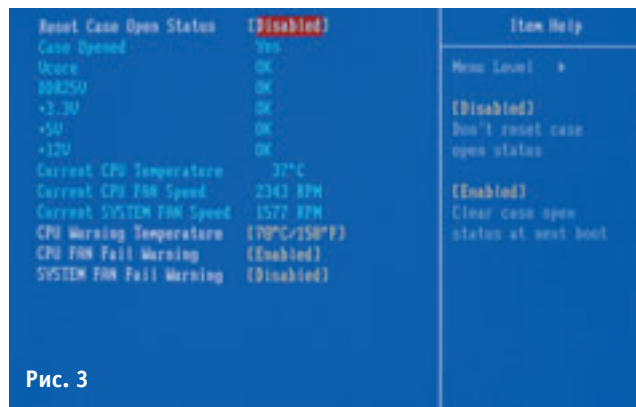 Reset Case Open Status [Disabled]
Case Opened Yes
Vcore OK
DDR25V OK
+3.3V OK
+5V OK
+12V OK
Current CPU Temperature 37°C
Current CPU FAN Speed 2343 RPM
Current SYSTEM FAN Speed 1577 RPM
CPU Warning Temperature [70°C/158°F]
CPU FAN Fail Warning [Enabled]
SYSTEM FAN Fail Warning [Disabled]
Item Help
Menu Level ▸
[Disabled]
Don't reset case
open status
[Enabled]
Clear case open
status at next boot
Рис. 3